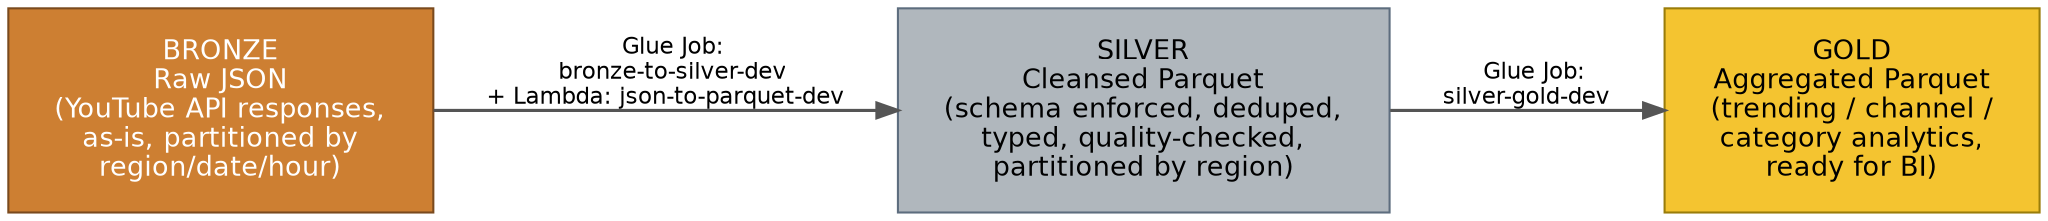 BRONZE
Raw JSON
(YouTube API responses,
as-is, partitioned by
region/date/hour)
Glue Job:
bronze-to-silver-dev
+ Lambda: json-to-parquet-dev
SILVER
Cleansed Parquet
(schema enforced, deduped,
typed, quality-checked,
partitioned by region)
Glue Job:
silver-gold-dev
GOLD
Aggregated Parquet
(trending / channel /
category analytics,
ready for BI)